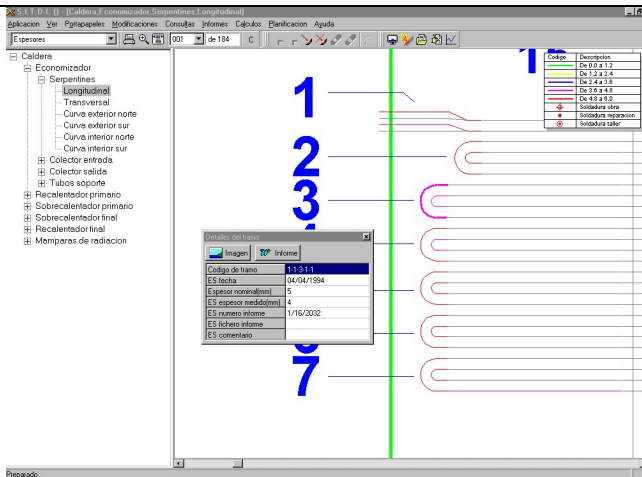 S.I.T.D.T. () - [Caldera,Economizador,Serpentines,Longitudinal]
Aplicacion Ver Portapapeles Modificaciones Consultas Informes Calculos Planificacion Ayuda
Espesores 001 de 184 C
Caldera
Economizador
Serpentines
Longitudinal
Transversal
Curva exterior norte
Curva exterior sur
Curva interior norte
Curva interior sur
Colector entrada
Colector salida
Tubos soporte
Recalentador primario
Sobrecalentador primario
Sobrecalentador final
Recalentador final
Mamparas de radiacion
1
2
3
7
Codigo Descripcion
De 0.0 a 1.2
De 1.2 a 2.4
De 2.4 a 3.6
De 3.6 a 4.8
De 4.8 a 6.0
Soldadura obra
Soldadura reparacion
Soldadura taller
Detalles del tramo
Imagen Informe
Codigo de tramo 1-1-3-1-1
ES fecha 04/04/1994
Espesor nominal(mm) 5
ES espesor medido(mm) 4
ES numero informe 1/16/2032
ES fichero informe
ES comentario
Preparado